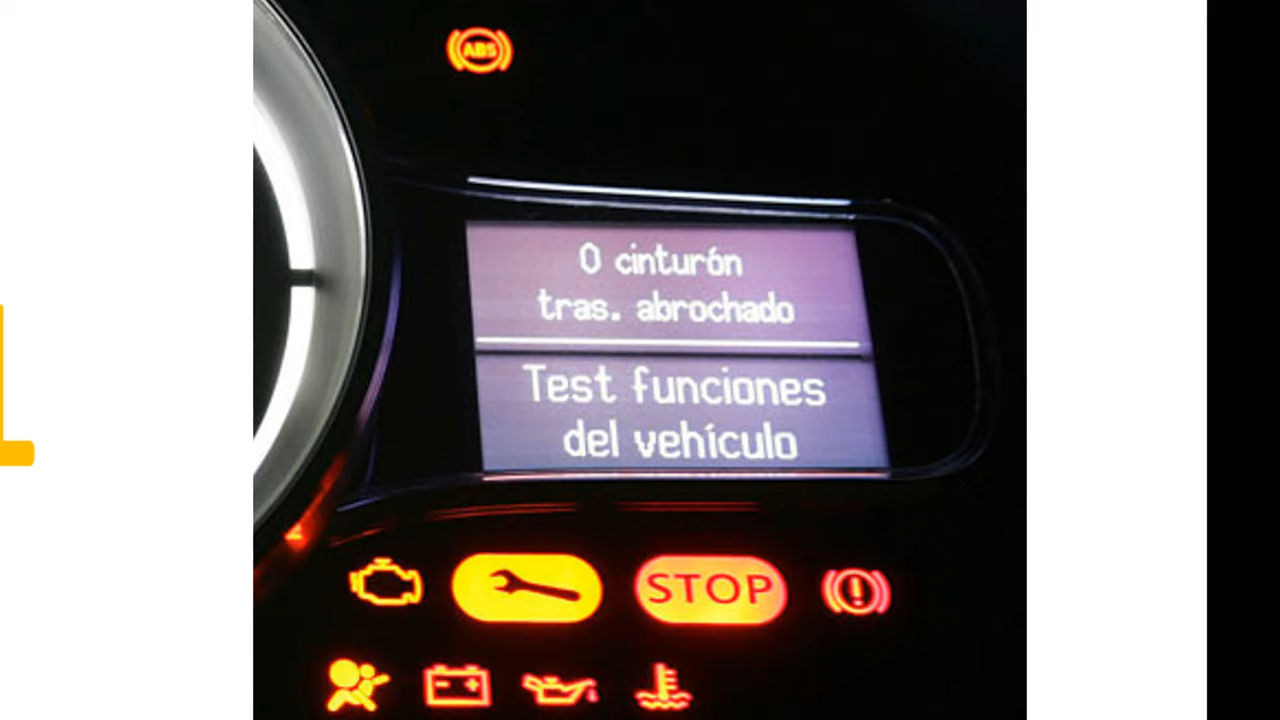 ABS
0 cinturón
tras. abrochado
Test funciones
del vehículo
STOP